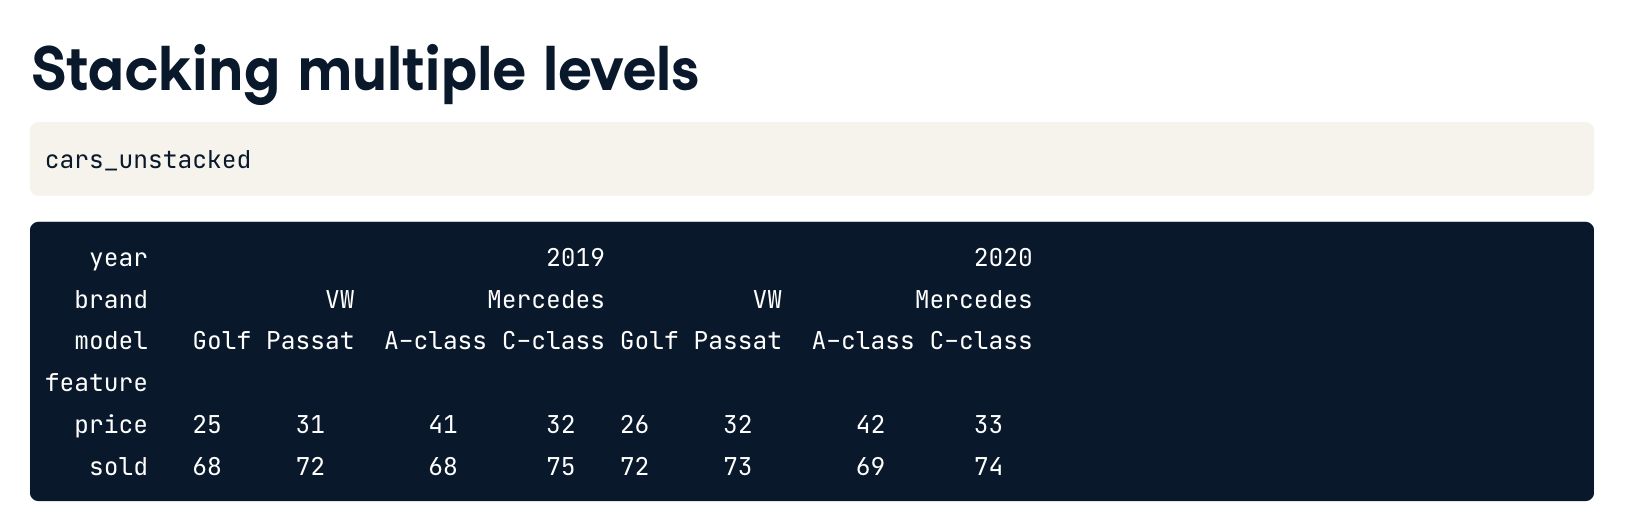 Stacking multiple levels
cars_unstacked
year 2019 2020
brand VW Mercedes VW Mercedes
model Golf Passat A-class C-class Golf Passat A-class C-class
feature
price 25 31 41 32 26 32 42 33
sold 68 72 68 75 72 73 69 74